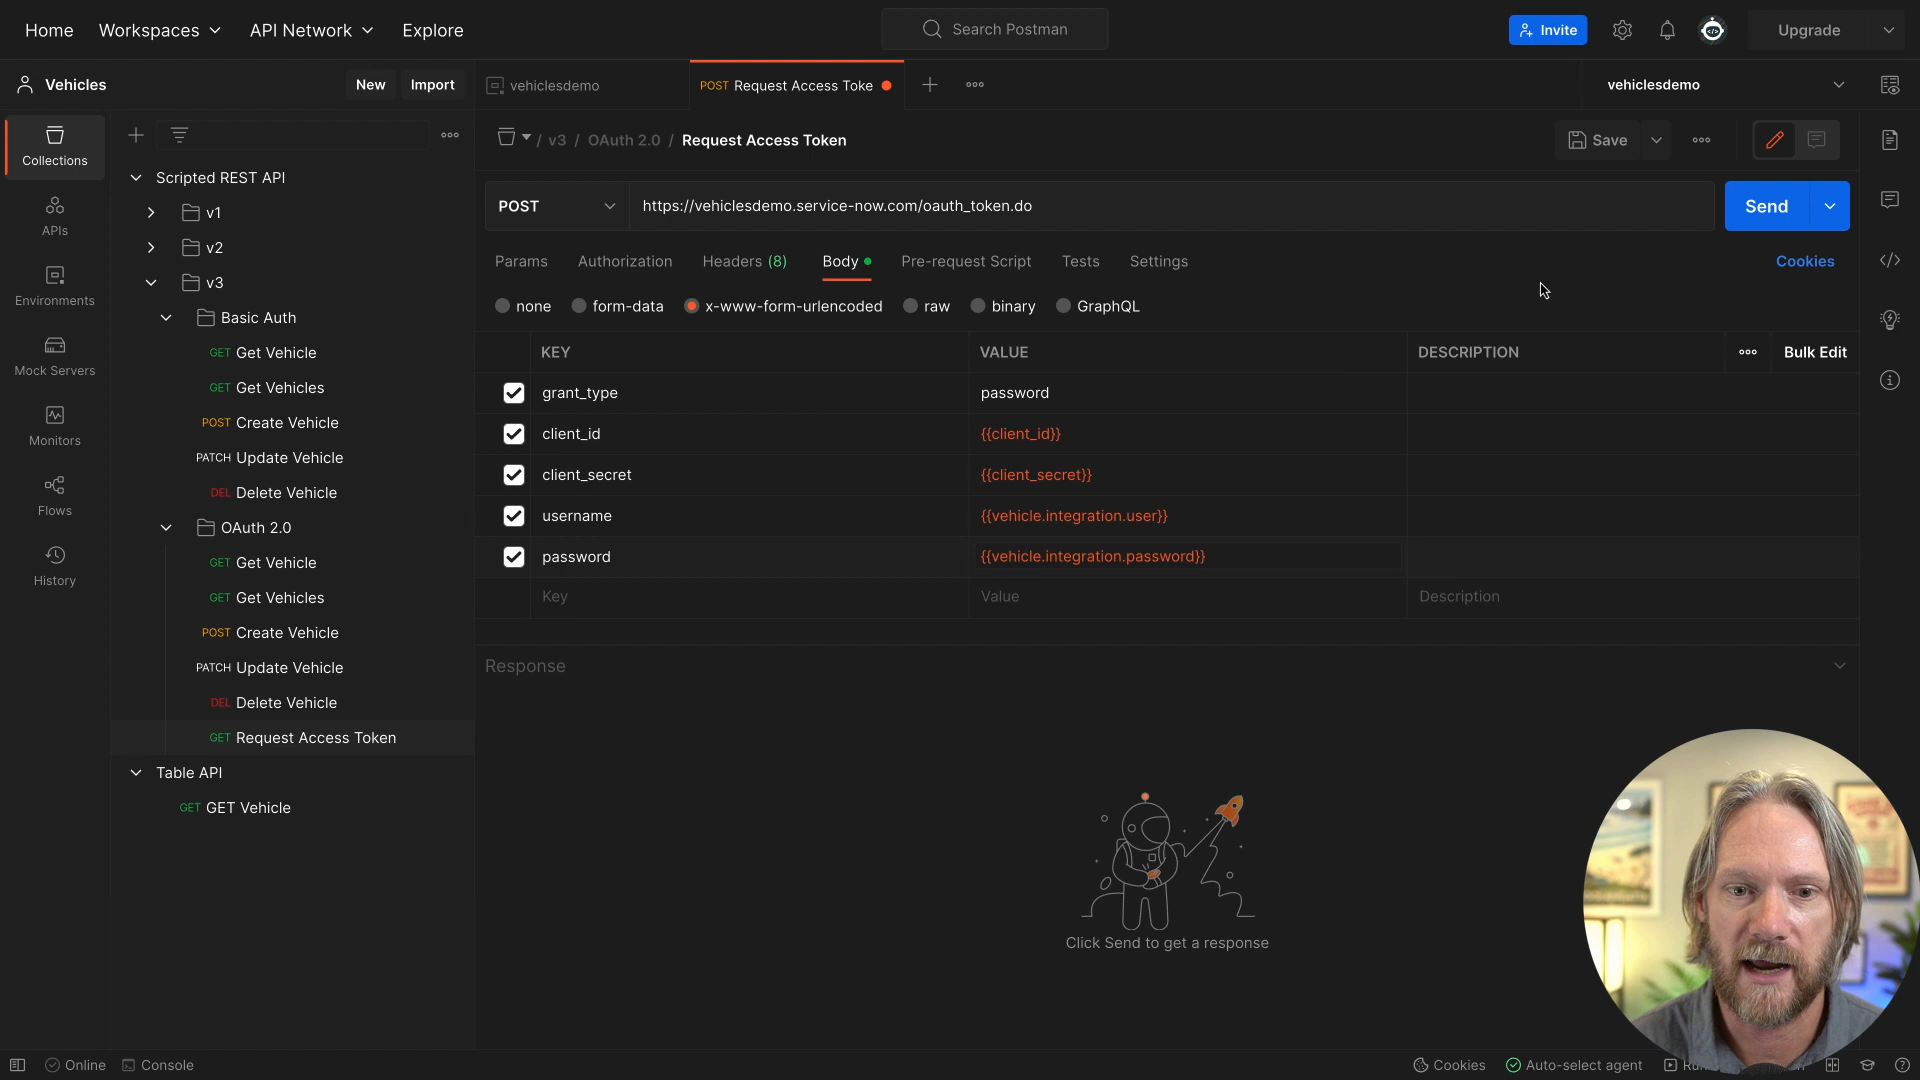 Home Workspaces API Network Explore
Search Postman
Invite
Upgrade
Vehicles New Import
vehiclesdemo
POST Request Access Toke
vehiclesdemo
/ v3 / OAuth 2.0 / Request Access Token
Save
Collections
APIs
Environments
Mock Servers
Monitors
Flows
History
Scripted REST API
v1
v2
v3
Basic Auth
GET Get Vehicle
GET Get Vehicles
POST Create Vehicle
PATCH Update Vehicle
DEL Delete Vehicle
OAuth 2.0
GET Get Vehicle
GET Get Vehicles
POST Create Vehicle
PATCH Update Vehicle
DEL Delete Vehicle
GET Request Access Token
Table API
GET GET Vehicle
POST https://vehiclesdemo.service-now.com/oauth_token.do Send
Params Authorization Headers (8) Body Pre-request Script Tests Settings Cookies
none form-data x-www-form-urlencoded raw binary GraphQL
KEY VALUE DESCRIPTION Bulk Edit
grant_type password
client_id {{client_id}}
client_secret {{client_secret}}
username {{vehicle.integration.user}}
password {{vehicle.integration.password}}
Key Value Description
Response
Click Send to get a response
Online Console Cookies Auto-select agent